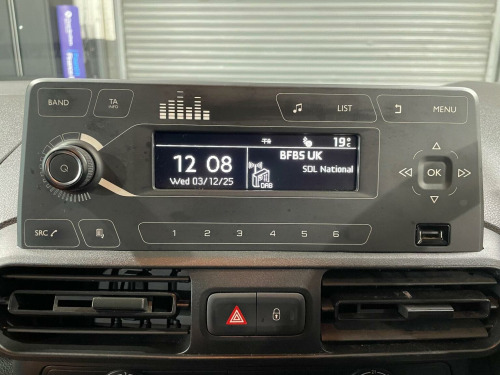 BAND
TA
INFO
LIST
MENU
19°c
12 08
BFBS UK
SDL National
Wed 03/12/25
DAB
OK
SRC
1 2 3 4 5 6